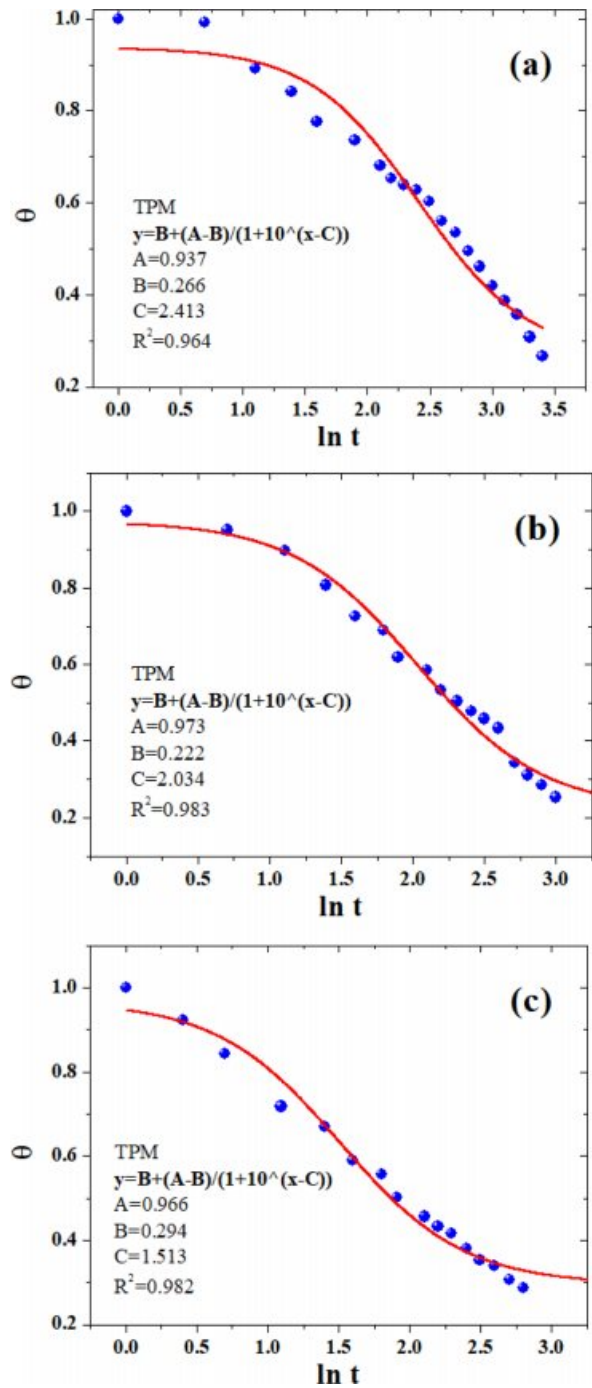 1.0
(a)
0.8
0.6
θ
TPM
y=B+(A-B)/(1+10^(x-C))
A=0.937
0.4
B=0.266
C=2.413
R²=0.964
0.2
0.0 0.5 1.0 1.5 2.0 2.5 3.0 3.5
ln t
(b)
1.0
0.8
0.6
θ
TPM
y=B+(A-B)/(1+10^(x-C))
0.4
A=0.973
B=0.222
C=2.034
0.2
R²=0.983
0.0 0.5 1.0 1.5 2.0 2.5 3.0
ln t
1.0
(c)
0.8
0.6
θ
TPM
y=B+(A-B)/(1+10^(x-C))
0.4
A=0.966
B=0.294
C=1.513
R²=0.982
0.2
0.0 0.5 1.0 1.5 2.0 2.5 3.0
ln t